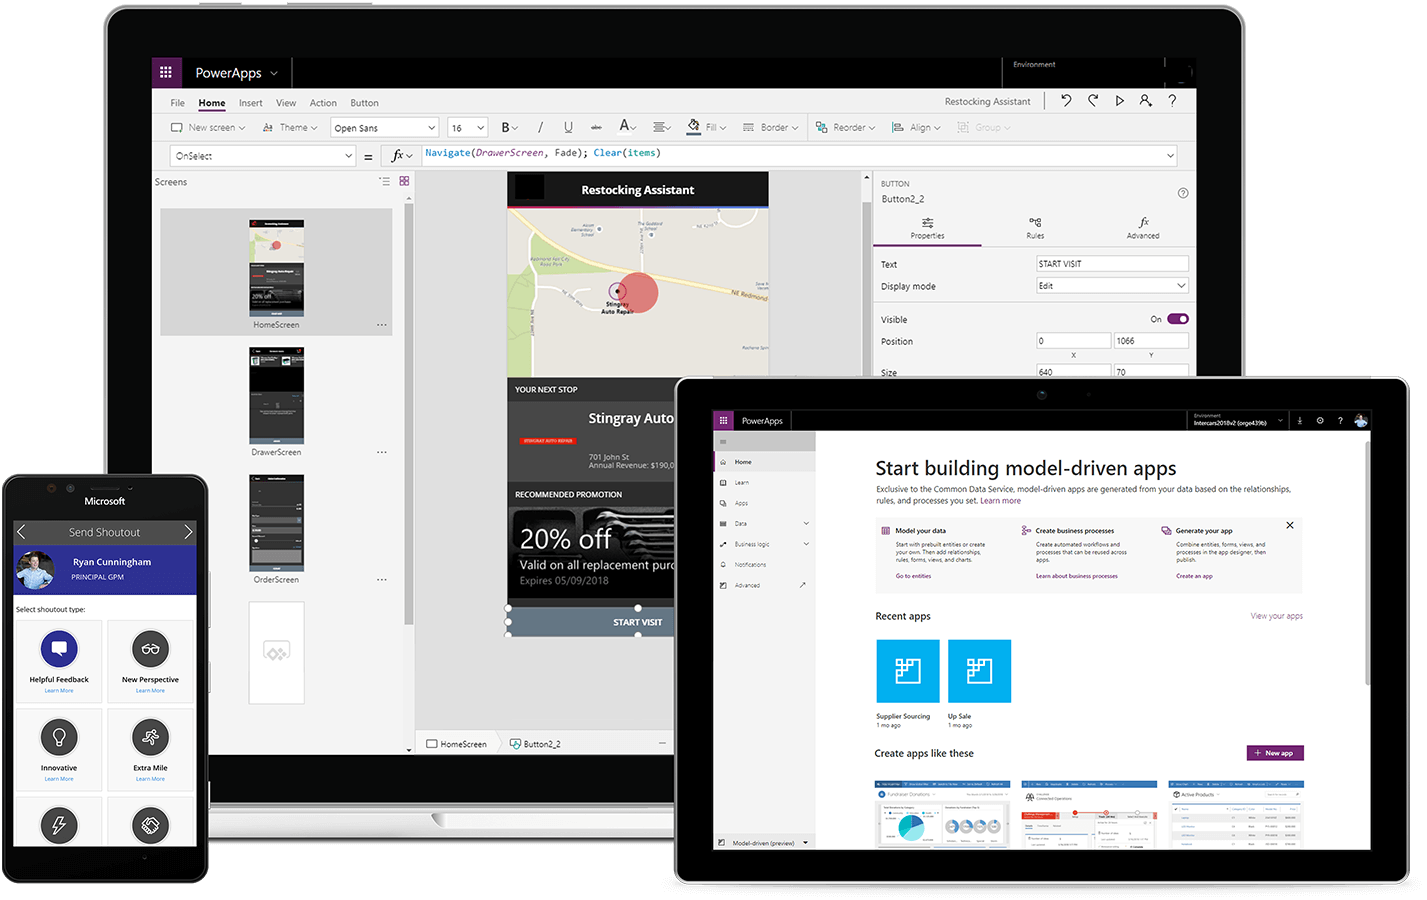 PowerApps
Environment
File Home Insert View Action Button
Restocking Assistant
New screen Theme Open Sans 16 B / U abc A Fill Border Reorder Align Group
OnSelect = fx Navigate(DrawerScreen, Fade); Clear(items)
Screens
HomeScreen
DrawerScreen
OrderScreen
Restocking Assistant
NE Redmond
Stingray
Auto Repair
YOUR NEXT STOP
Stingray Auto
STINGRAY AUTO REPAIR
701 John St
Annual Revenue: $190,0
RECOMMENDED PROMOTION
20% off
Valid on all replacement purc
Expires 05/09/2018
START VISIT
HomeScreen
Button2_2
BUTTON
Button2_2
Properties Rules Advanced
Text START VISIT
Display mode Edit
Visible On
Position 0 1066
X Y
Size 640 70
Microsoft
Send Shoutout
Ryan Cunningham
PRINCIPAL GPM
Select shoutout type:
Helpful Feedback
Learn More
New Perspective
Learn More
Innovative
Learn More
Extra Mile
Learn More
PowerApps
Environment
Intercars2018v2 (orge439b)
Home
Learn
Apps
Data
Business logic
Notifications
Advanced
Model-driven (preview)
Start building model-driven apps
Exclusive to the Common Data Service, model-driven apps are generated from your data based on the relationships,
rules, and processes you set. Learn more
Model your data
Start with prebuilt entities or create
your own. Then add relationships,
rules, forms, views, and charts.
Go to entities
Create business processes
Create automated workflows and
processes that can be reused across
apps.
Learn about business processes
Generate your app
Combine entities, forms, views, and
processes in the app designer, then
publish.
Create an app
Recent apps
View your apps
Supplier Sourcing
1 mo ago
Up Sale
1 mo ago
Create apps like these
+ New app
Fundraiser Donations
Connected Operations
Active Products